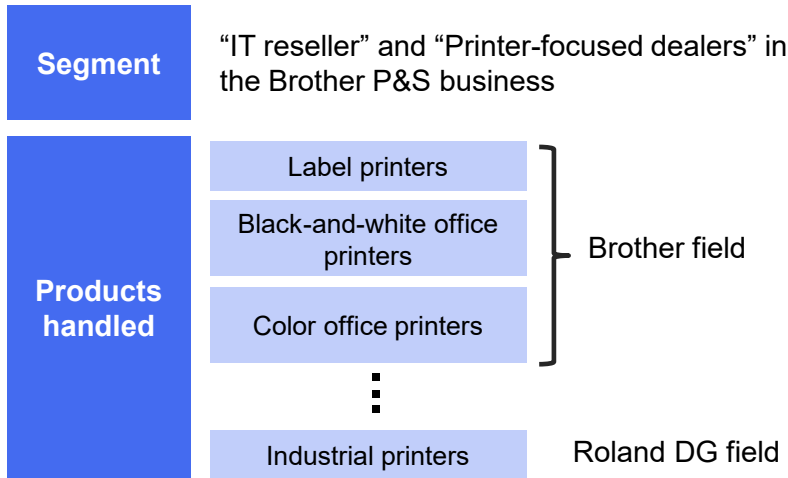 Segment
“IT reseller” and “Printer-focused dealers” in
the Brother P&S business
Products
handled
Label printers
Black-and-white office
printers
Color office printers
Brother field
Industrial printers
Roland DG field